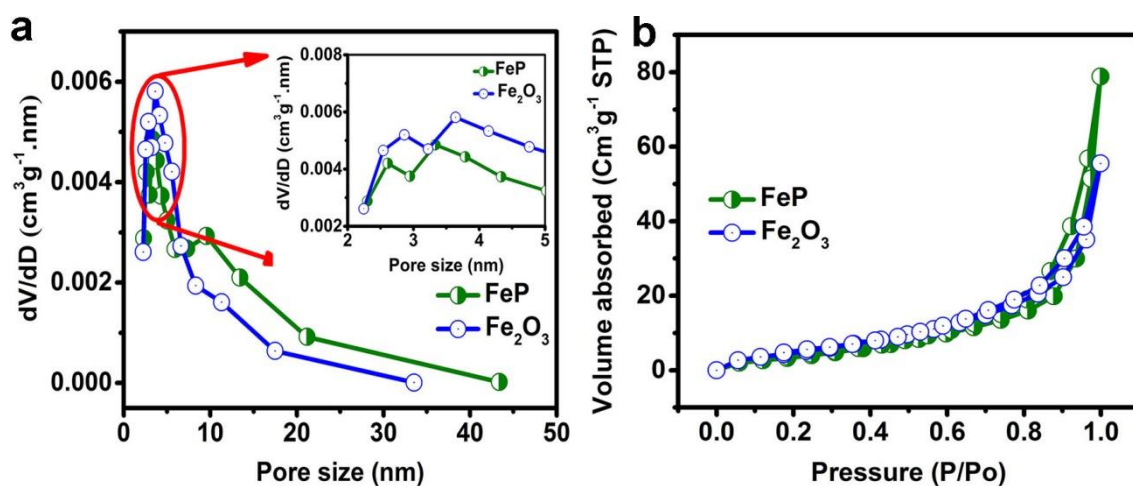 a
dV/dD (cm³g⁻¹.nm)
0.006
0.004
0.002
0.000
0 10 20 30 40 50
Pore size (nm)
FeP
Fe₂O₃
dV/dD (cm³g⁻¹.nm)
0.008
0.006
0.004
0.002
2 3 4 5
Pore size (nm)
FeP
Fe₂O₃
b
Volume absorbed (Cm³g⁻¹ STP)
80
60
40
20
0
0.0 0.2 0.4 0.6 0.8 1.0
Pressure (P/Po)
FeP
Fe₂O₃